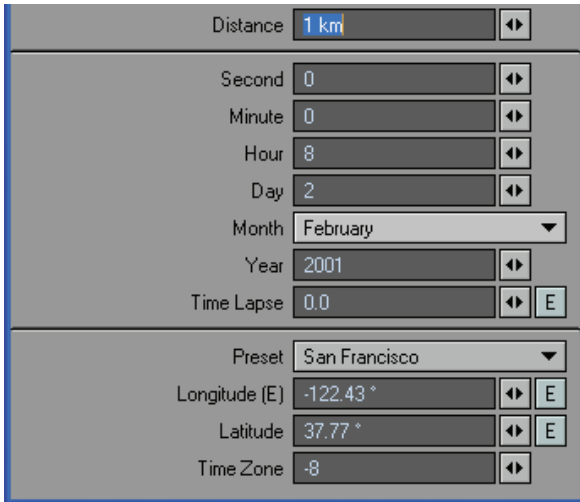 Distance 1 km
Second 0
Minute 0
Hour 8
Day 2
Month February
Year 2001
Time Lapse 0.0 E
Preset San Francisco
Longitude (E) -122.43 ° E
Latitude 37.77 ° E
Time Zone -8